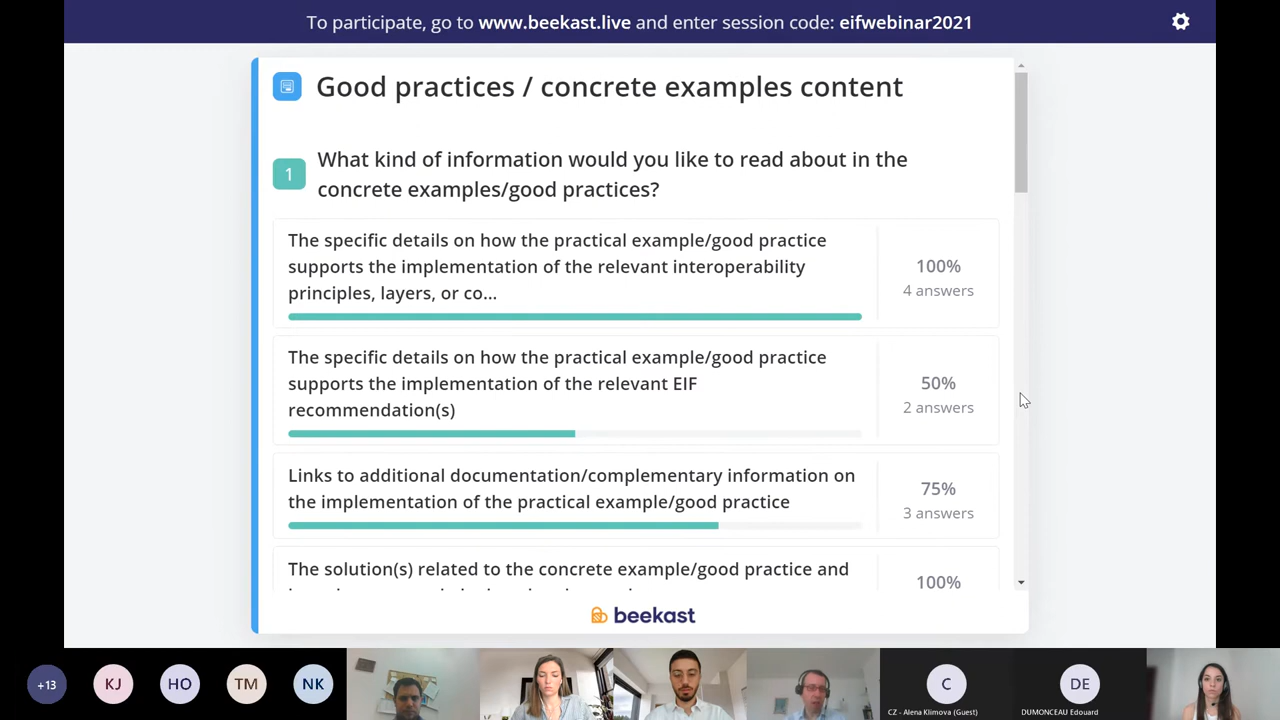 To participate, go to www.beekast.live and enter session code: eifwebinar2021
Good practices / concrete examples content
1
What kind of information would you like to read about in the
concrete examples/good practices?
The specific details on how the practical example/good practice
supports the implementation of the relevant interoperability
principles, layers, or co...
100%
4 answers
The specific details on how the practical example/good practice
supports the implementation of the relevant EIF
recommendation(s)
50%
2 answers
Links to additional documentation/complementary information on
the implementation of the practical example/good practice
75%
3 answers
The solution(s) related to the concrete example/good practice and
100%
beekast
+13
KJ
HO
TM
NK
C
CZ - Alena Klimova (Guest)
DE
DUMONCEAU Edouard